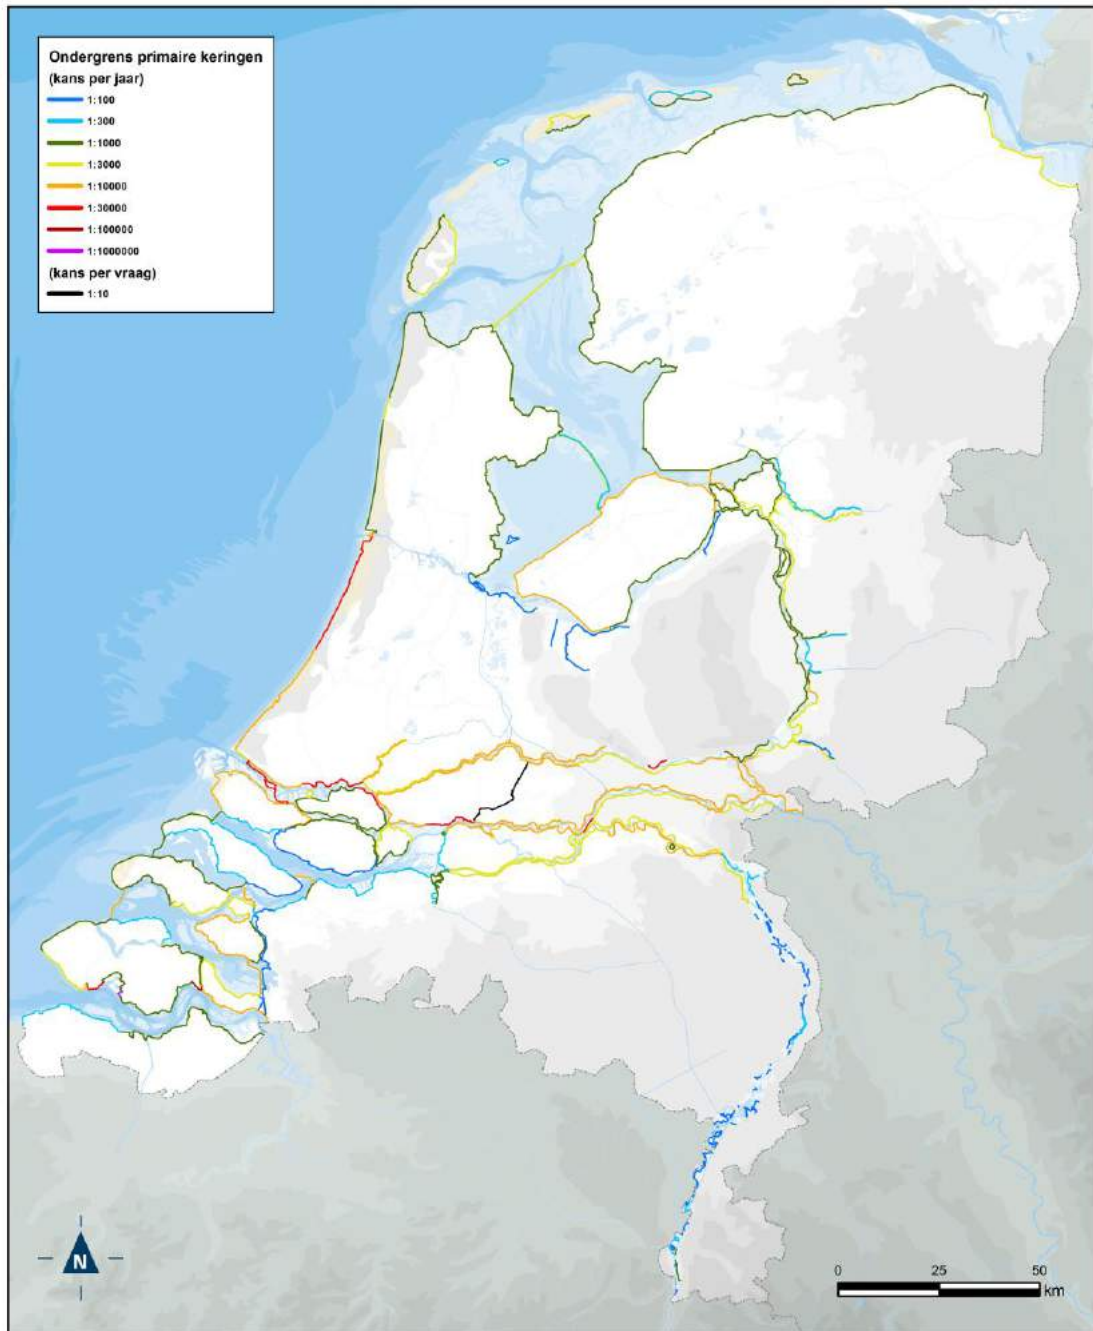 Ondergrens primaire keringen
(kans per jaar)
1:100
1:300
1:1000
1:3000
1:10000
1:30000
1:100000
1:1000000
(kans per vraag)
1:10
N
0 25 50
km